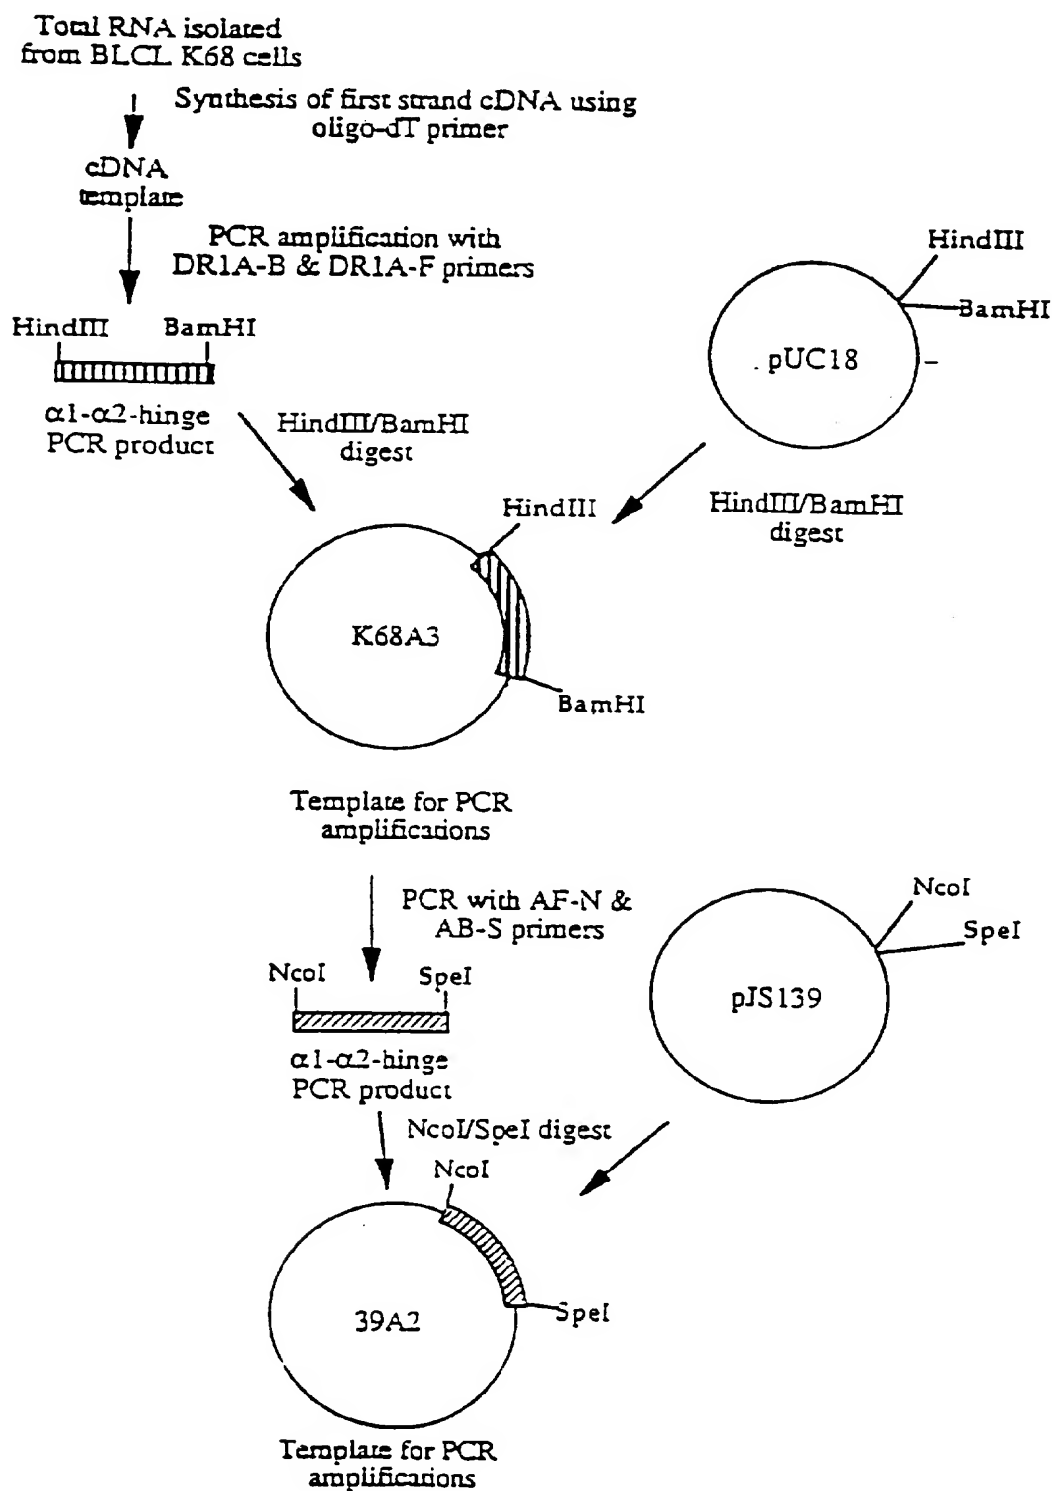 Total RNA isolated
from BLCL K68 cells
Synthesis of first strand cDNA using
oligo-dT primer
cDNA
template
PCR amplification with
DR1A-B & DR1A-F primers
HindIII
BamHI
HindIII
BamHI
pUC18
α1-α2-hinge
PCR product
HindIII/BamHI
digest
HindIII/BamHI
digest
HindIII
K68A3
BamHI
Template for PCR
amplifications
PCR with AF-N &
AB-S primers
NcoI
SpeI
NcoI
SpeI
pJS139
α1-α2-hinge
PCR product
NcoI/SpeI digest
NcoI
39A2
SpeI
Template for PCR
amplifications